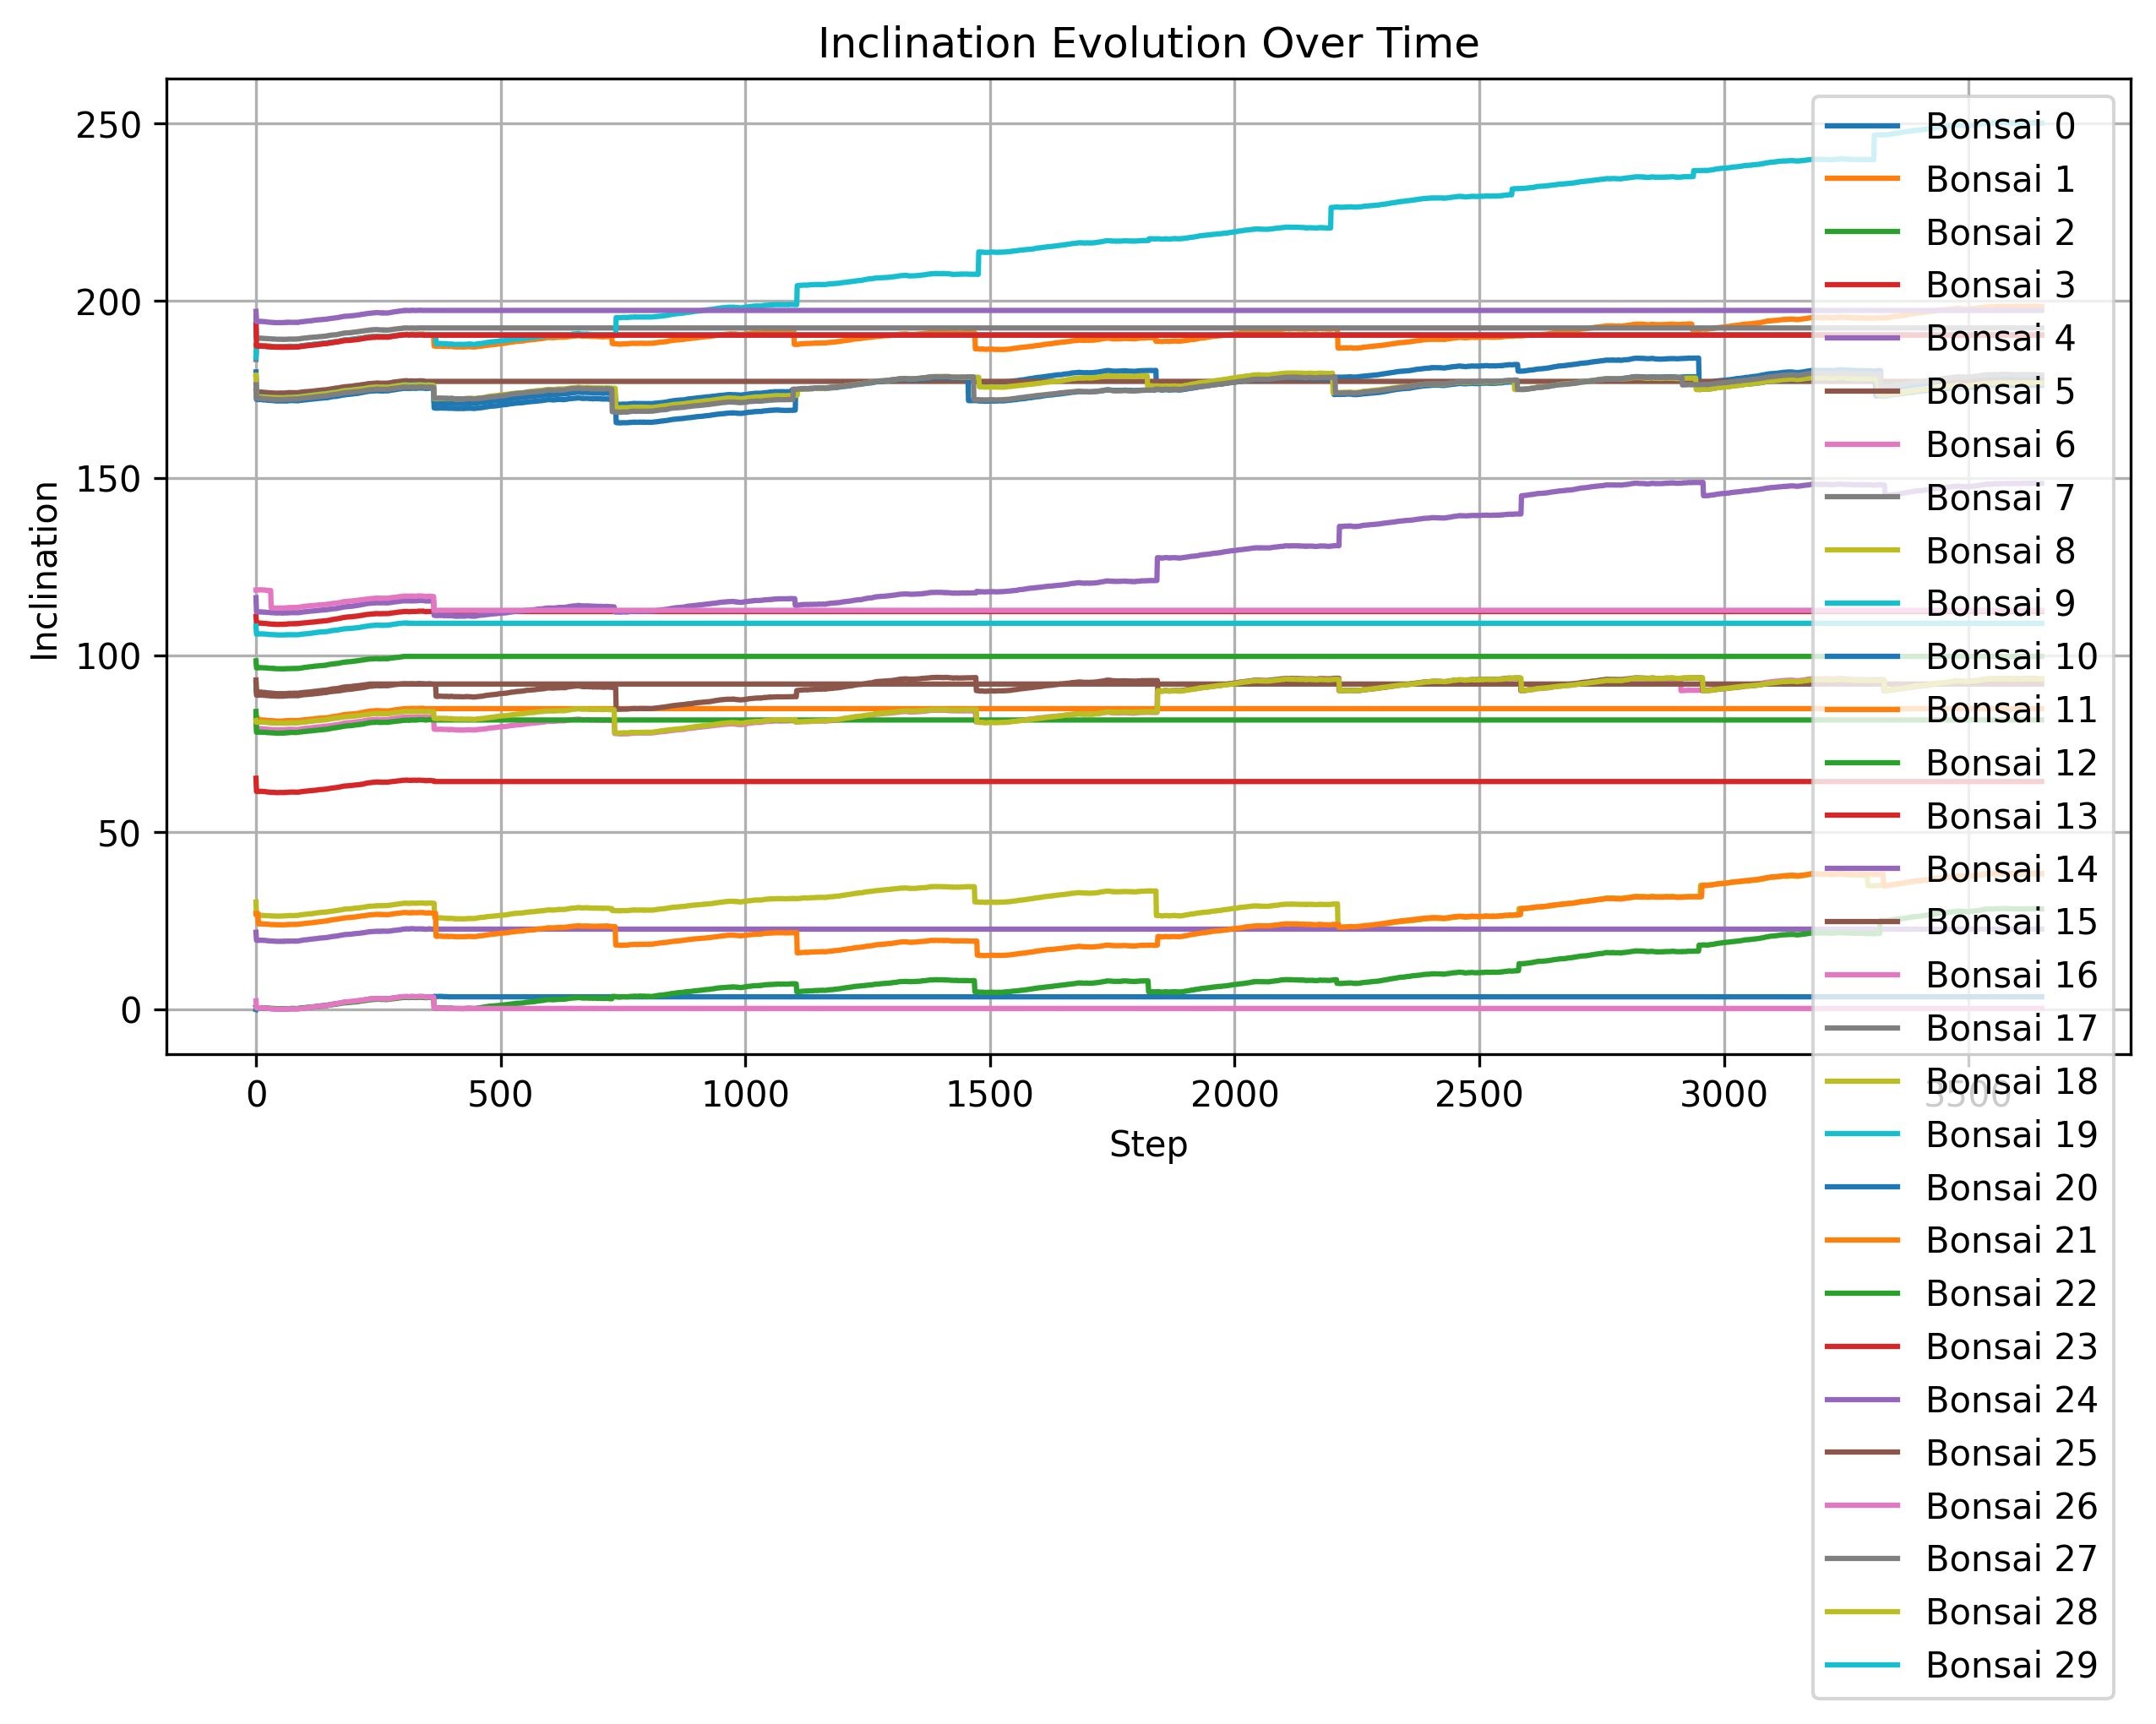 Inclination Evolution Over Time
Inclination
250
200
150
100
50
0
0 500 1000 1500 2000 2500 3000 3500
Step
Bonsai 0
Bonsai 1
Bonsai 2
Bonsai 3
Bonsai 4
Bonsai 5
Bonsai 6
Bonsai 7
Bonsai 8
Bonsai 9
Bonsai 10
Bonsai 11
Bonsai 12
Bonsai 13
Bonsai 14
Bonsai 15
Bonsai 16
Bonsai 17
Bonsai 18
Bonsai 19
Bonsai 20
Bonsai 21
Bonsai 22
Bonsai 23
Bonsai 24
Bonsai 25
Bonsai 26
Bonsai 27
Bonsai 28
Bonsai 29